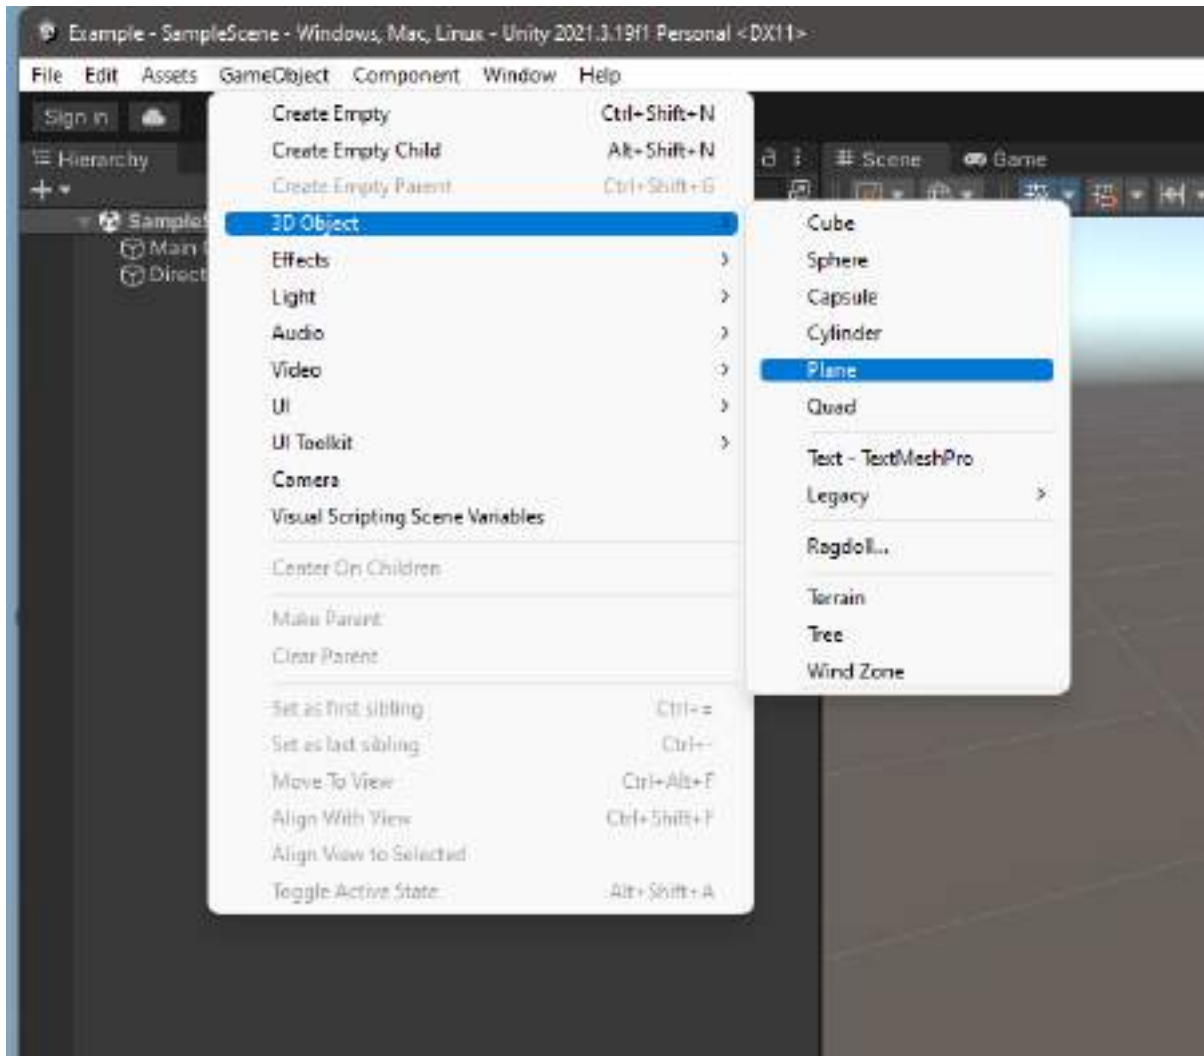 Example - SampleScene - Windows, Mac, Linux - Unity 2021.3.19f1 Personal <DX11>
File Edit Assets GameObject Component Window Help
Sign in
Hierarchy
Scene Game
SampleS
Main
Direct
Create Empty Ctrl+Shift+N
Create Empty Child Alt+Shift+N
Create Empty Parent Ctrl+Shift+G
3D Object
Effects
Light
Audio
Video
UI
UI Toolkit
Camera
Visual Scripting Scene Variables
Center On Children
Make Parent
Clear Parent
Set as first sibling Ctrl+=
Set as last sibling Ctrl+-
Move To View Ctrl+Alt+F
Align With View Ctrl+Shift+F
Align View to Selected
Toggle Active State Alt+Shift+A
Cube
Sphere
Capsule
Cylinder
Plane
Quad
Text - TextMeshPro
Legacy
Ragdoll...
Terrain
Tree
Wind Zone